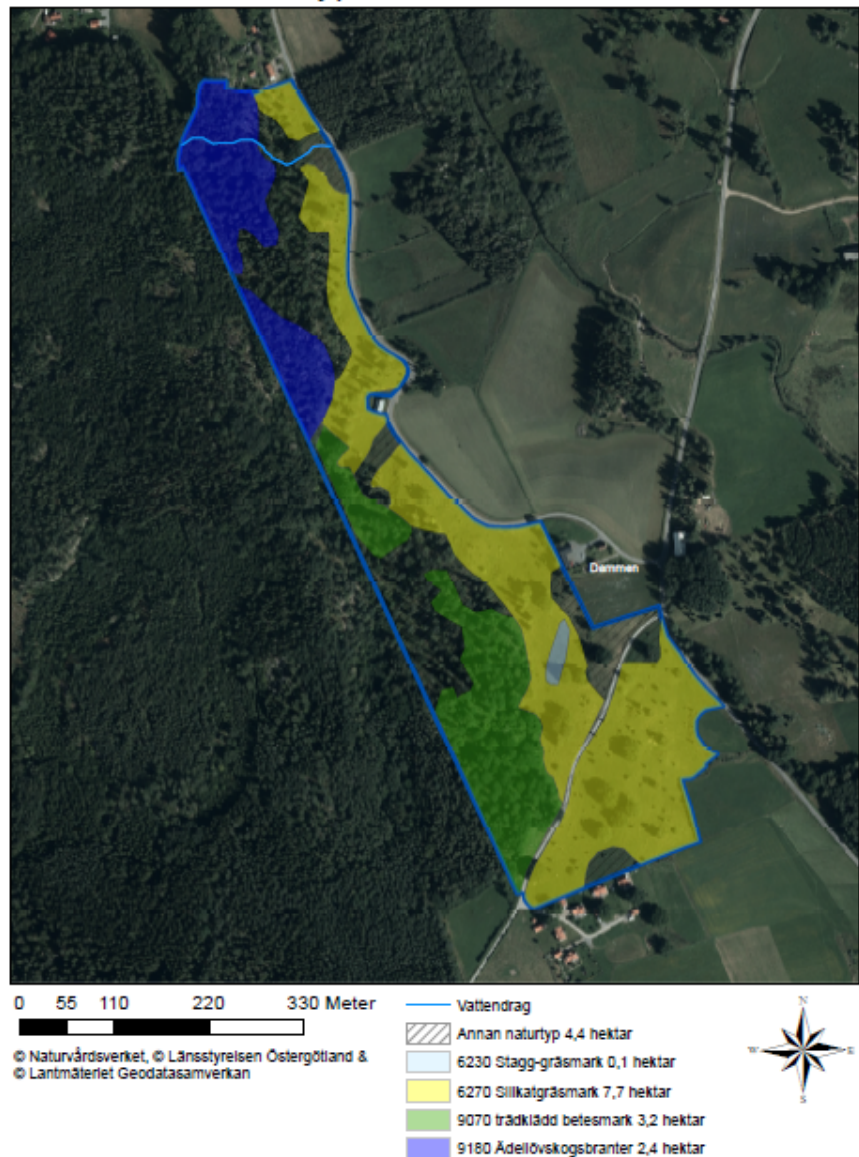 Dammen
0 55 110 220 330 Meter
© Naturvårdsverket, © Länsstyrelsen Östergötland &
© Lantmäteriet Geodatasamverkan
Vattendrag
Annan naturtyp 4,4 hektar
6230 Stagg-gräsmark 0,1 hektar
6270 Silikatgräsmark 7,7 hektar
9070 trädklädd betesmark 3,2 hektar
9180 Ädellövskogsbranter 2,4 hektar
N
W E
S